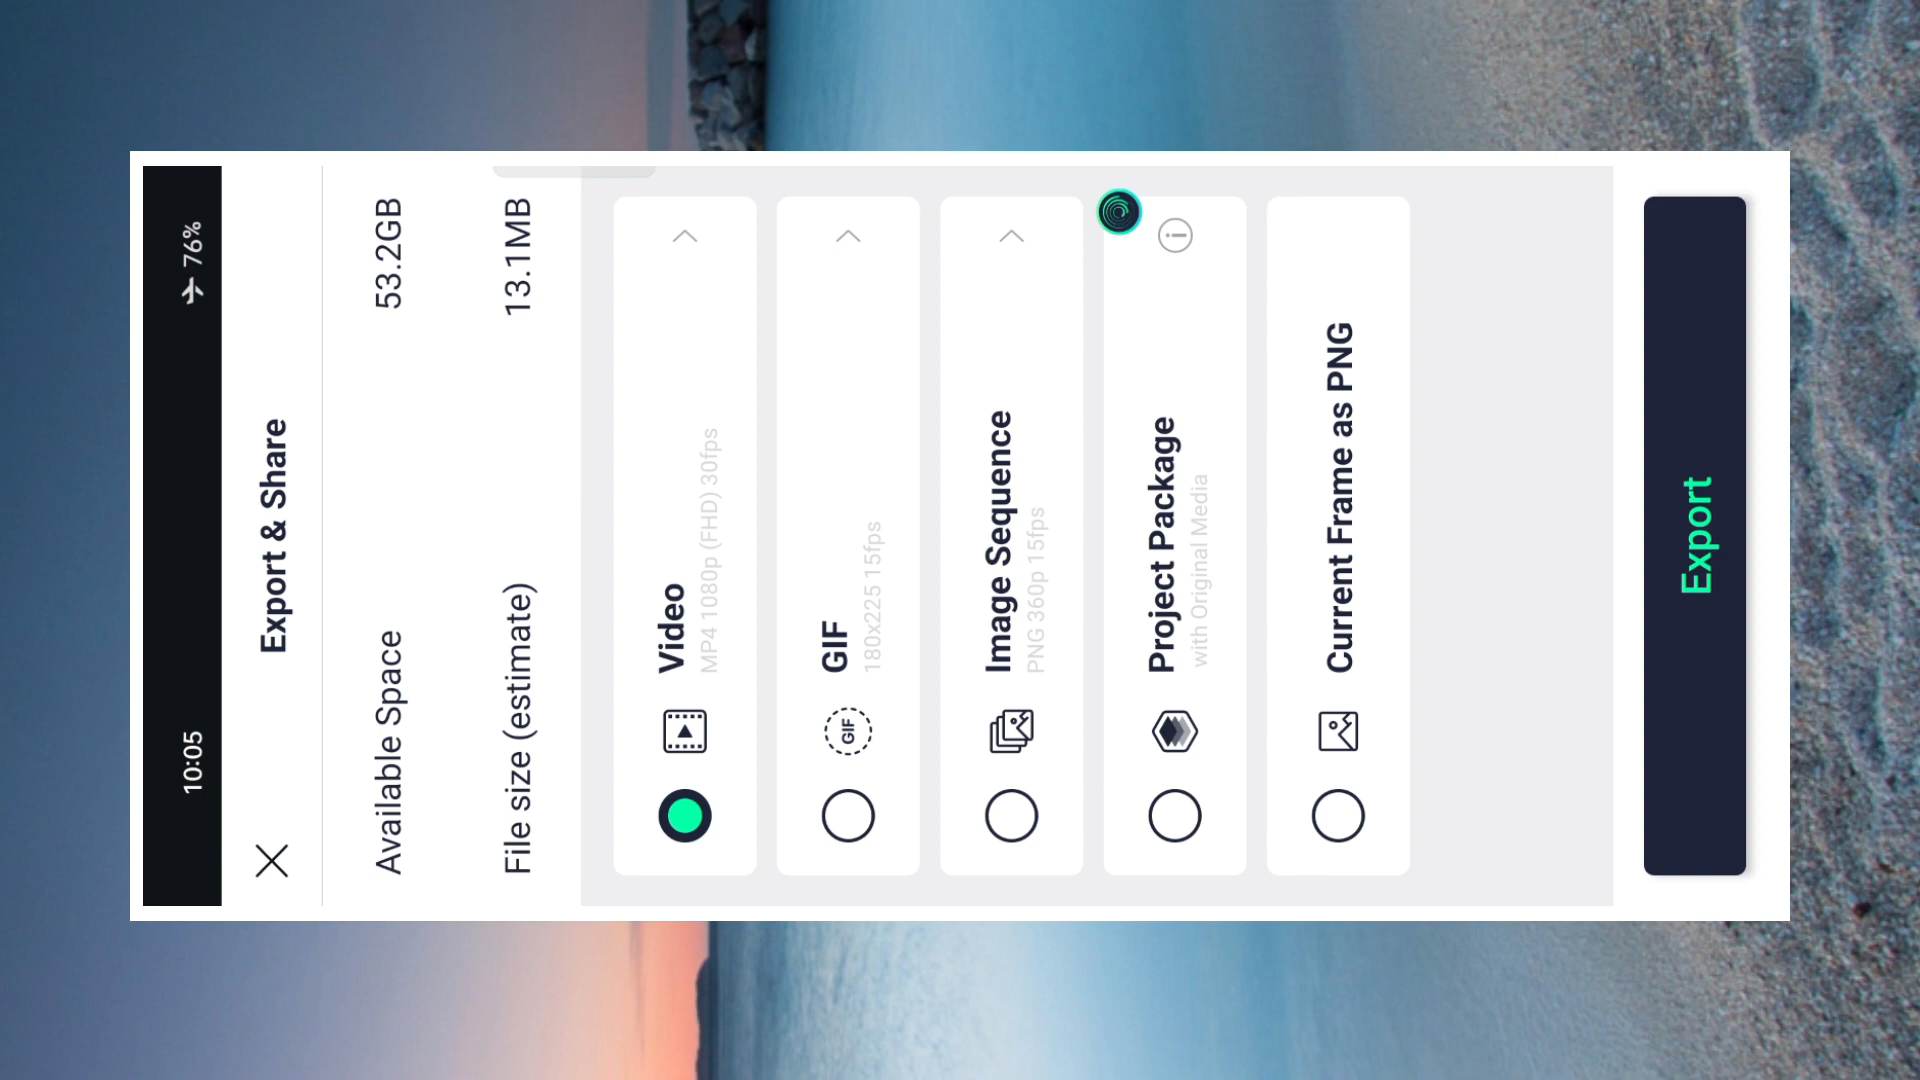 10:05 76%
Export & Share
Available Space 53.2GB
File size (estimate) 13.1MB
Video
MP4 1080p (FHD) 30fps
GIF
GIF
180x225 15fps
Image Sequence
PNG 360p 15fps
Project Package
with Original Media
Current Frame as PNG
Export